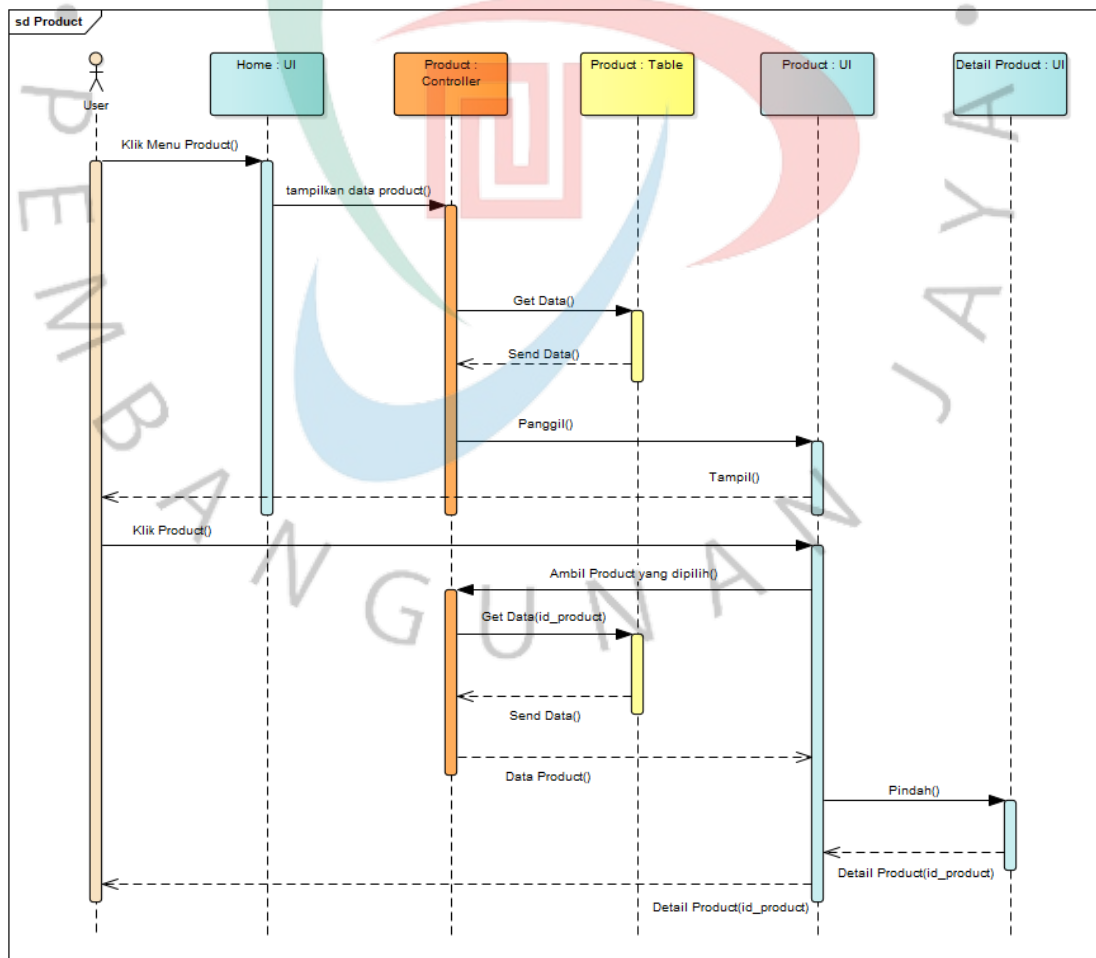 sd Product
Home : UI
Product :
Controller
Product : Table
Product : UI
Detail Product : UI
User
Klik Menu Product()
tampilkan data product()
Get Data()
Send Data()
Panggil()
Tampil()
Klik Product()
Ambil Product yang dipilih()
Get Data(id_product)
Send Data()
Data Product()
Pindah()
Detail Product(id_product)
Detail Product(id_product)
PEMBANGUNAN JAYA